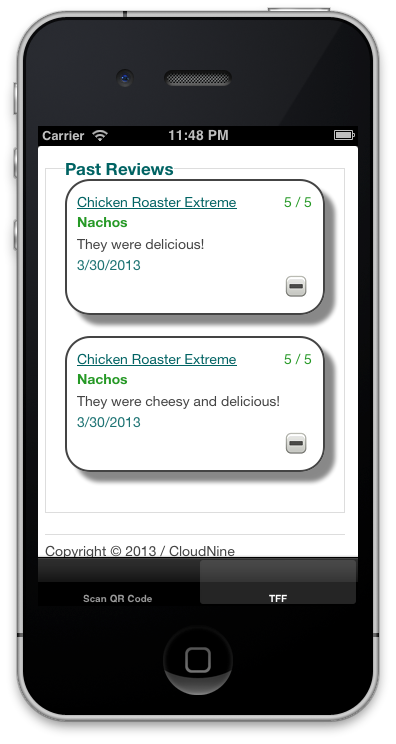 Carrier 11:48 PM
Past Reviews
Chicken Roaster Extreme 5 / 5
Nachos
They were delicious!
3/30/2013
Chicken Roaster Extreme 5 / 5
Nachos
They were cheesy and delicious!
3/30/2013
Copyright © 2013 / CloudNine
Scan QR Code TFF